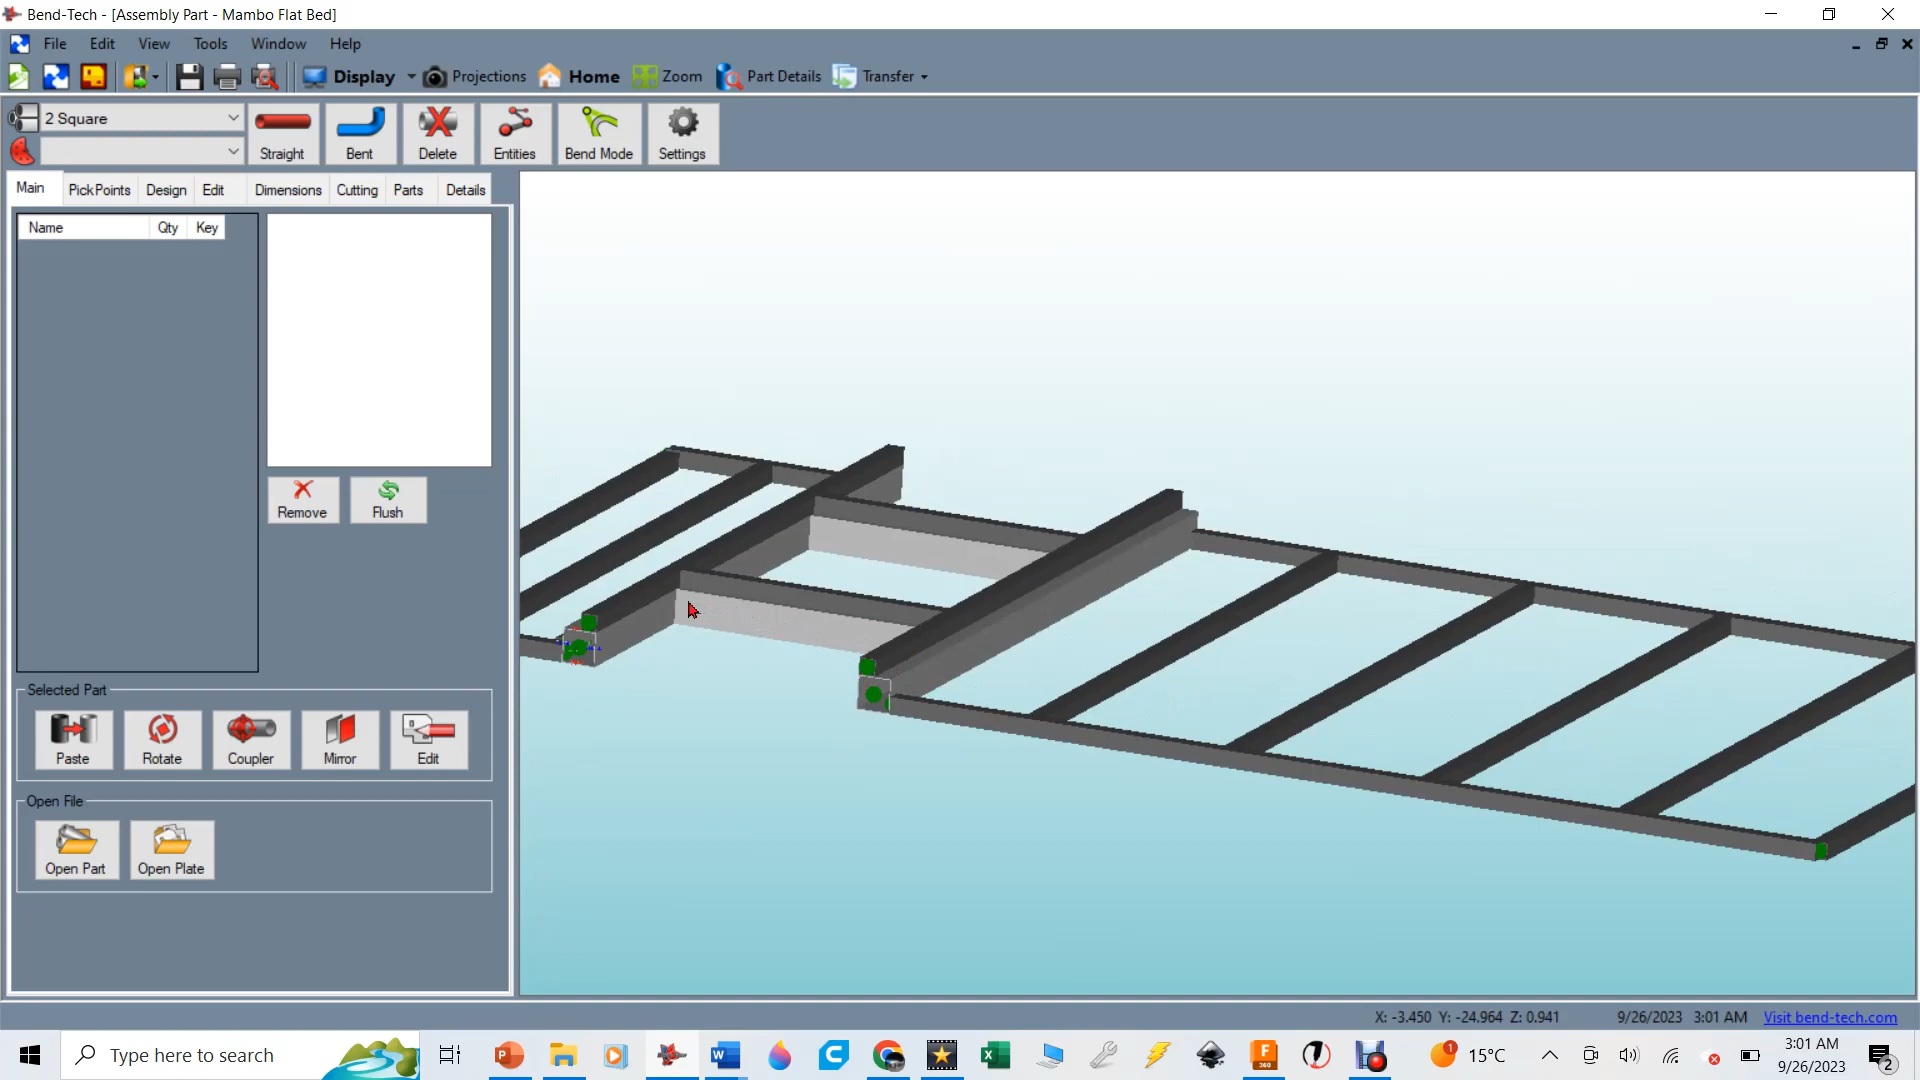 Bend-Tech - [Assembly Part - Mambo Flat Bed]
File Edit View Tools Window Help
Display Projections Home Zoom Part Details Transfer
2 Square
Straight Bent Delete Entities Bend Mode Settings
Main PickPoints Design Edit Dimensions Cutting Parts Details
Name Qty Key
Remove Flush
Selected Part
Paste Rotate Coupler Mirror Edit
Open File
Open Part Open Plate
X: -3.450 Y: -24.964 Z: 0.941 9/26/2023 3:01 AM Visit bend-tech.com
Type here to search
15°C
3:01 AM
9/26/2023
2